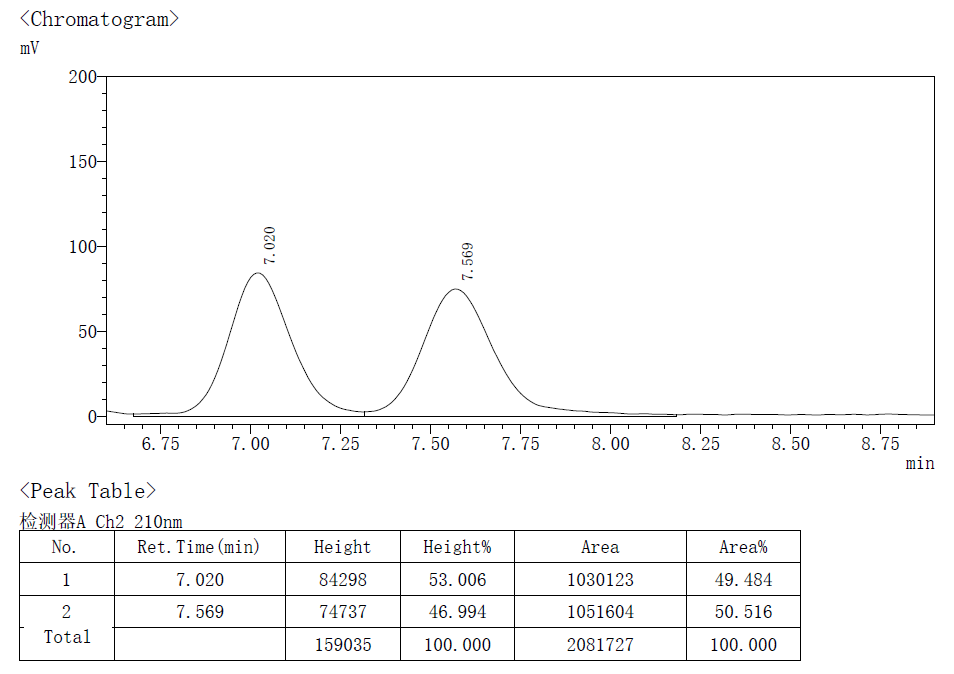 <Chromatogram>
mV
200
150
100
50
0
7.020
7.569
6.75 7.00 7.25 7.50 7.75 8.00 8.25 8.50 8.75
min
<Peak Table>
检测器A Ch2 210nm
No. Ret.Time(min) Height Height% Area Area%
1 7.020 84298 53.006 1030123 49.484
2 7.569 74737 46.994 1051604 50.516
Total 159035 100.000 2081727 100.000